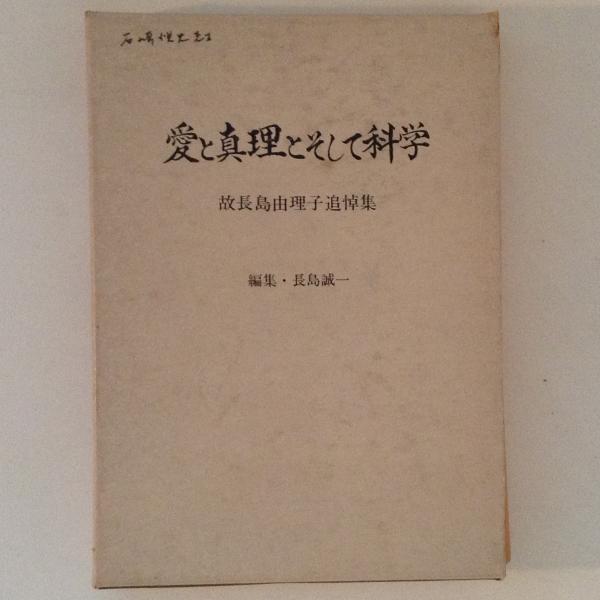 愛と真理とそして科学
故長島由理子追悼集
編集・長島誠一